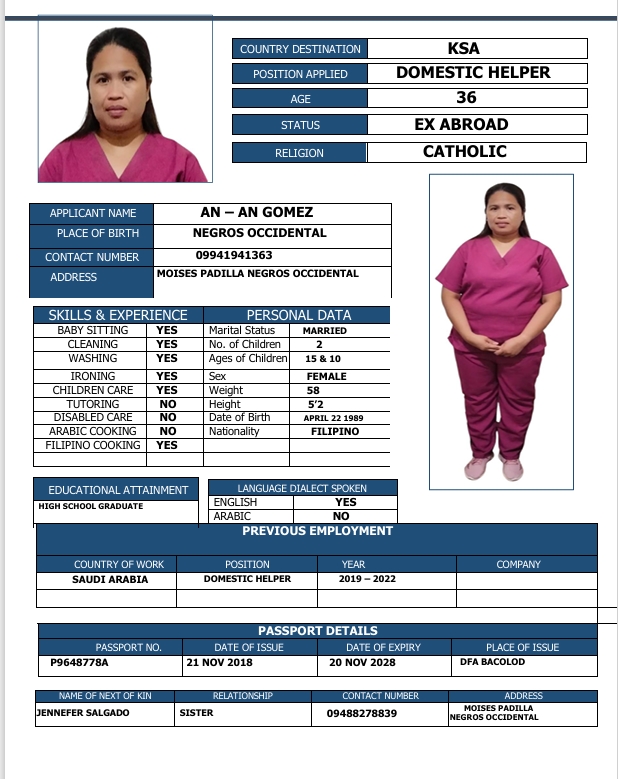 COUNTRY DESTINATION KSA
POSITION APPLIED DOMESTIC HELPER
AGE 36
STATUS EX ABROAD
RELIGION CATHOLIC
APPLICANT NAME AN – AN GOMEZ
PLACE OF BIRTH NEGROS OCCIDENTAL
CONTACT NUMBER 09941941363
ADDRESS MOISES PADILLA NEGROS OCCIDENTAL
SKILLS & EXPERIENCE PERSONAL DATA
BABY SITTING YES Marital Status MARRIED
CLEANING YES No. of Children 2
WASHING YES Ages of Children 15 & 10
IRONING YES Sex FEMALE
CHILDREN CARE YES Weight 58
TUTORING NO Height 5'2
DISABLED CARE NO Date of Birth APRIL 22 1989
ARABIC COOKING NO Nationality FILIPINO
FILIPINO COOKING YES
EDUCATIONAL ATTAINMENT
HIGH SCHOOL GRADUATE
LANGUAGE DIALECT SPOKEN
ENGLISH YES
ARABIC NO
PREVIOUS EMPLOYMENT
COUNTRY OF WORK POSITION YEAR COMPANY
SAUDI ARABIA DOMESTIC HELPER 2019 – 2022
PASSPORT DETAILS
PASSPORT NO. DATE OF ISSUE DATE OF EXPIRY PLACE OF ISSUE
P9648778A 21 NOV 2018 20 NOV 2028 DFA BACOLOD
NAME OF NEXT OF KIN RELATIONSHIP CONTACT NUMBER ADDRESS
JENNEFER SALGADO SISTER 09488278839 MOISES PADILLA
NEGROS OCCIDENTAL